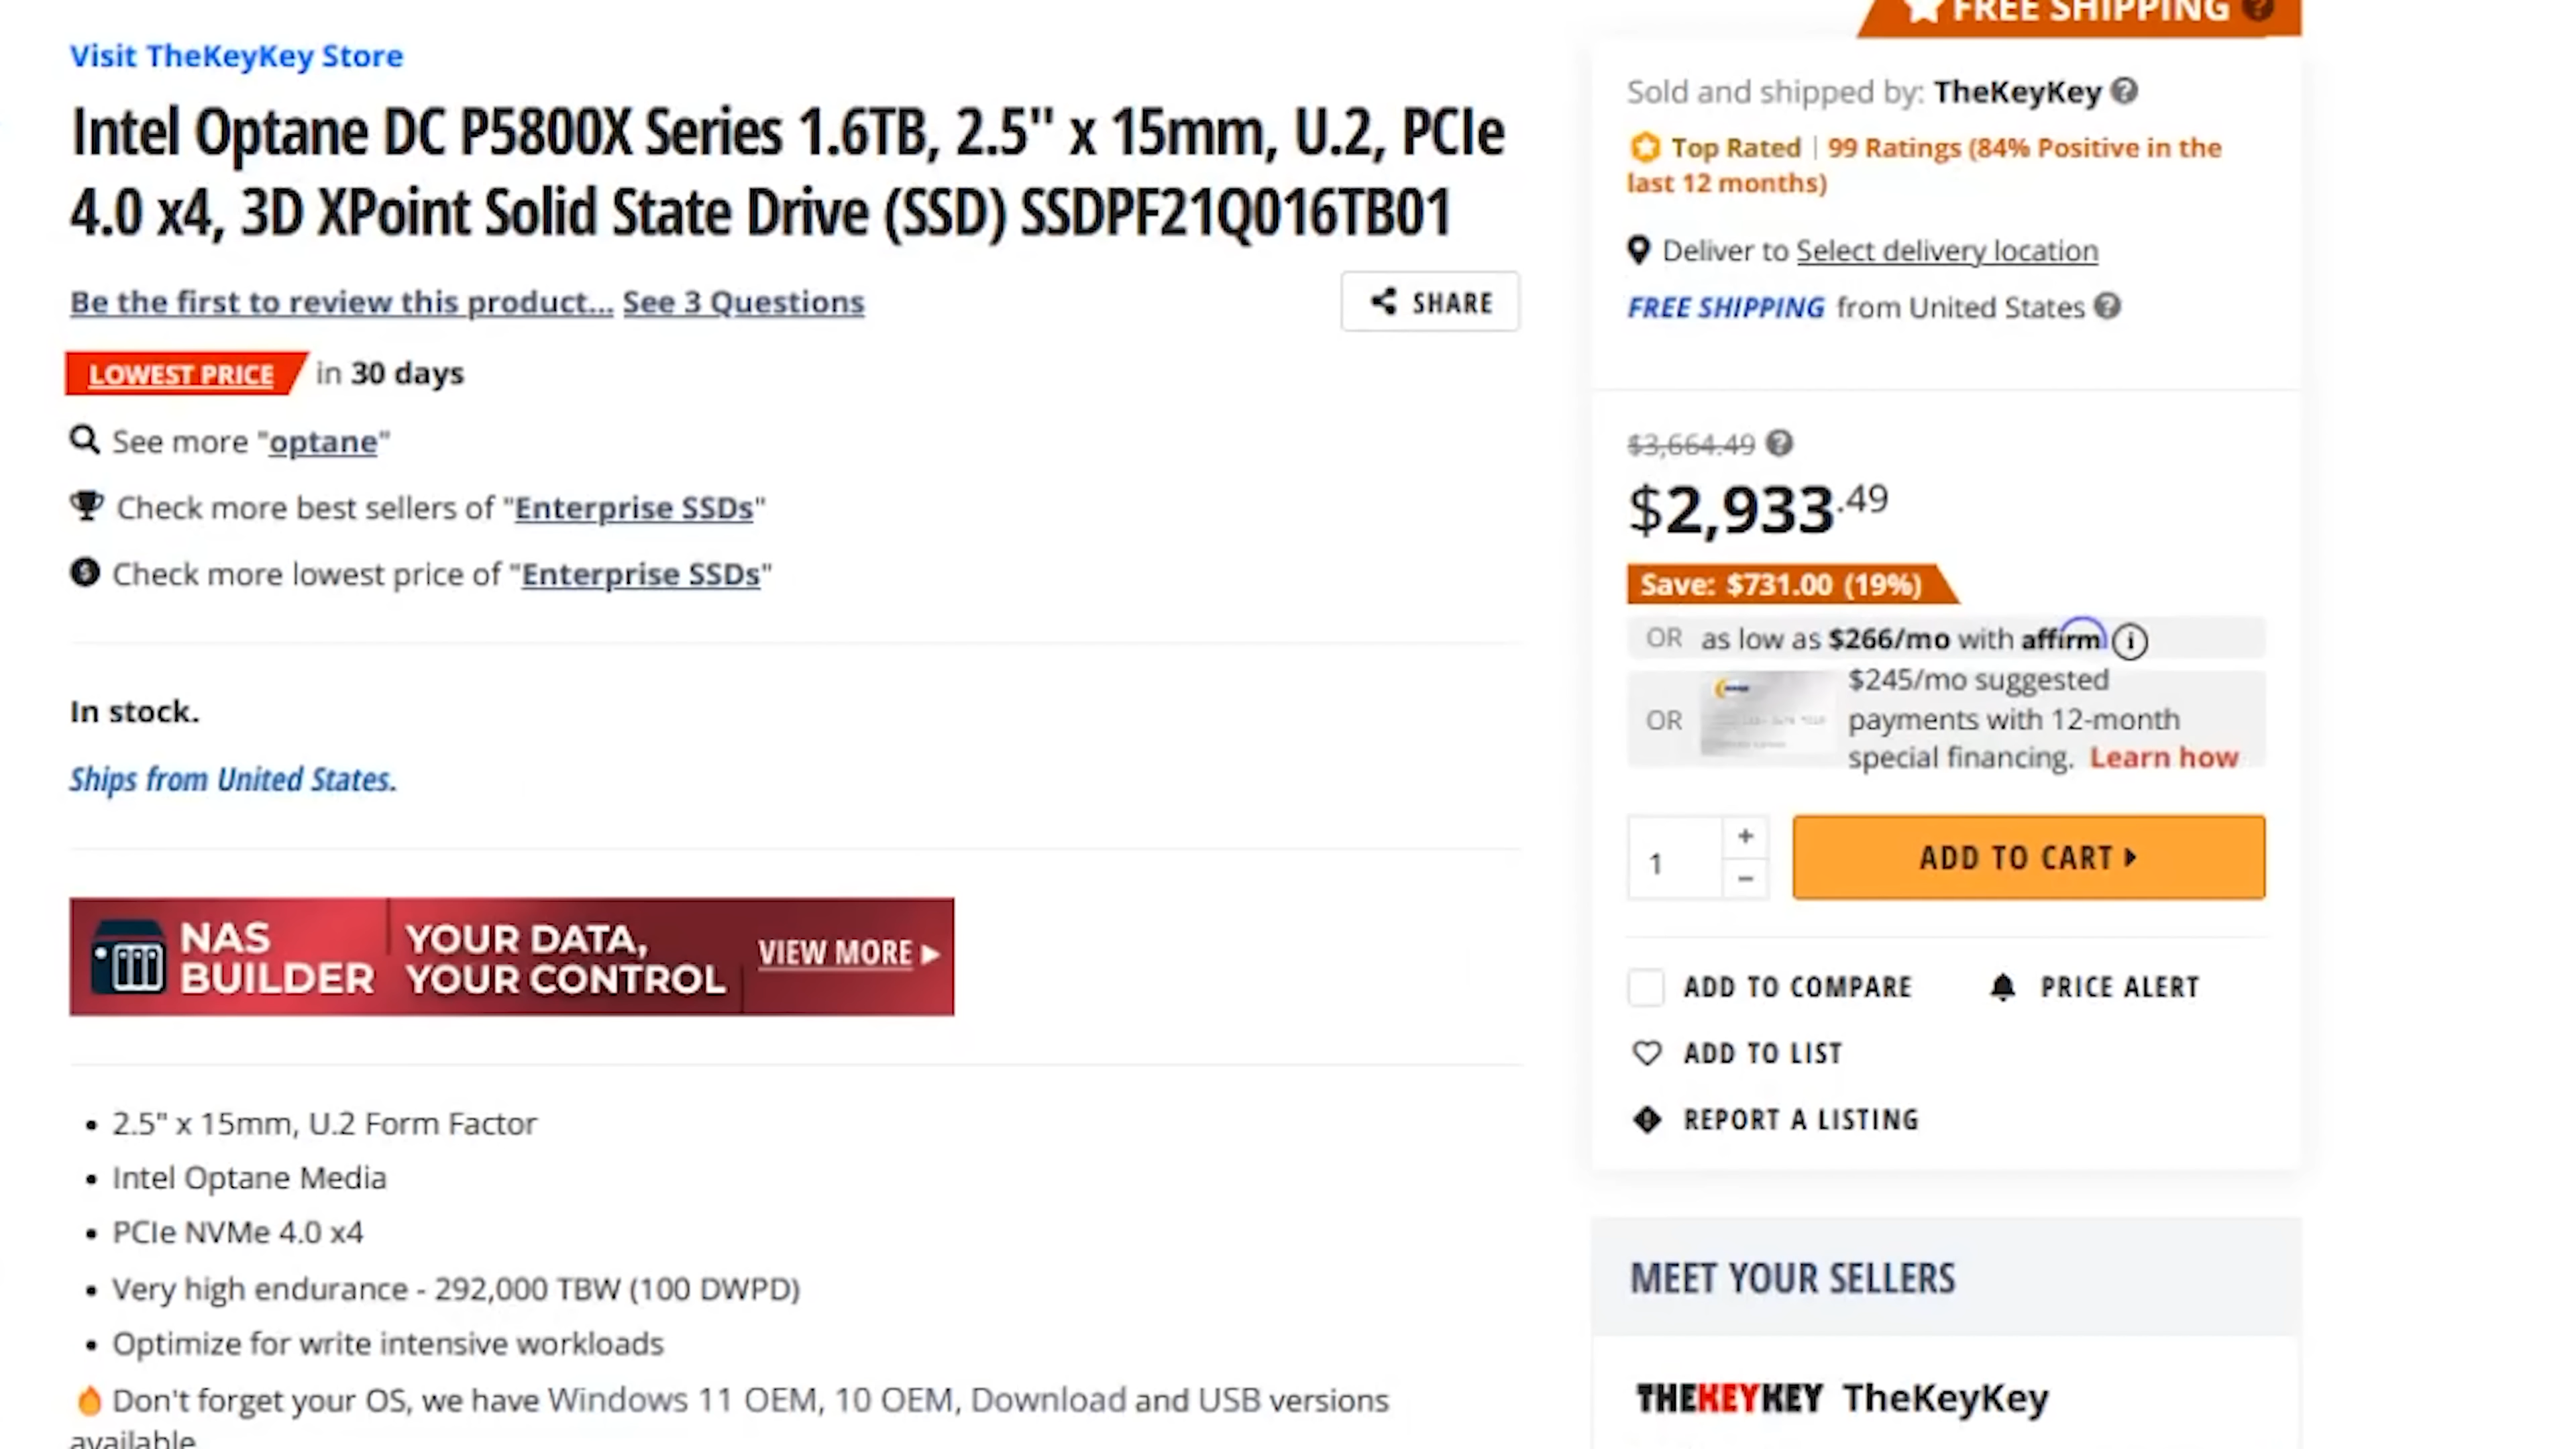 FREE SHIPPING
Visit TheKeyKey Store
Intel Optane DC P5800X Series 1.6TB, 2.5" x 15mm, U.2, PCIe
4.0 x4, 3D XPoint Solid State Drive (SSD) SSDPF21Q016TB01
Be the first to review this product... See 3 Questions
SHARE
LOWEST PRICE in 30 days
See more "optane"
Check more best sellers of "Enterprise SSDs"
Check more lowest price of "Enterprise SSDs"
In stock.
Ships from United States.
NAS
BUILDER
YOUR DATA,
YOUR CONTROL
VIEW MORE
• 2.5" x 15mm, U.2 Form Factor
• Intel Optane Media
• PCIe NVMe 4.0 x4
• Very high endurance - 292,000 TBW (100 DWPD)
• Optimize for write intensive workloads
🔥 Don't forget your OS, we have Windows 11 OEM, 10 OEM, Download and USB versions
available
Sold and shipped by: TheKeyKey
Top Rated | 99 Ratings (84% Positive in the
last 12 months)
Deliver to Select delivery location
FREE SHIPPING from United States
$3,664.49
$2,933.49
Save: $731.00 (19%)
OR as low as $266/mo with affirm
OR $245/mo suggested
payments with 12-month
special financing. Learn how
1 + −
ADD TO CART
ADD TO COMPARE
PRICE ALERT
ADD TO LIST
REPORT A LISTING
MEET YOUR SELLERS
THEKEYKEY TheKeyKey